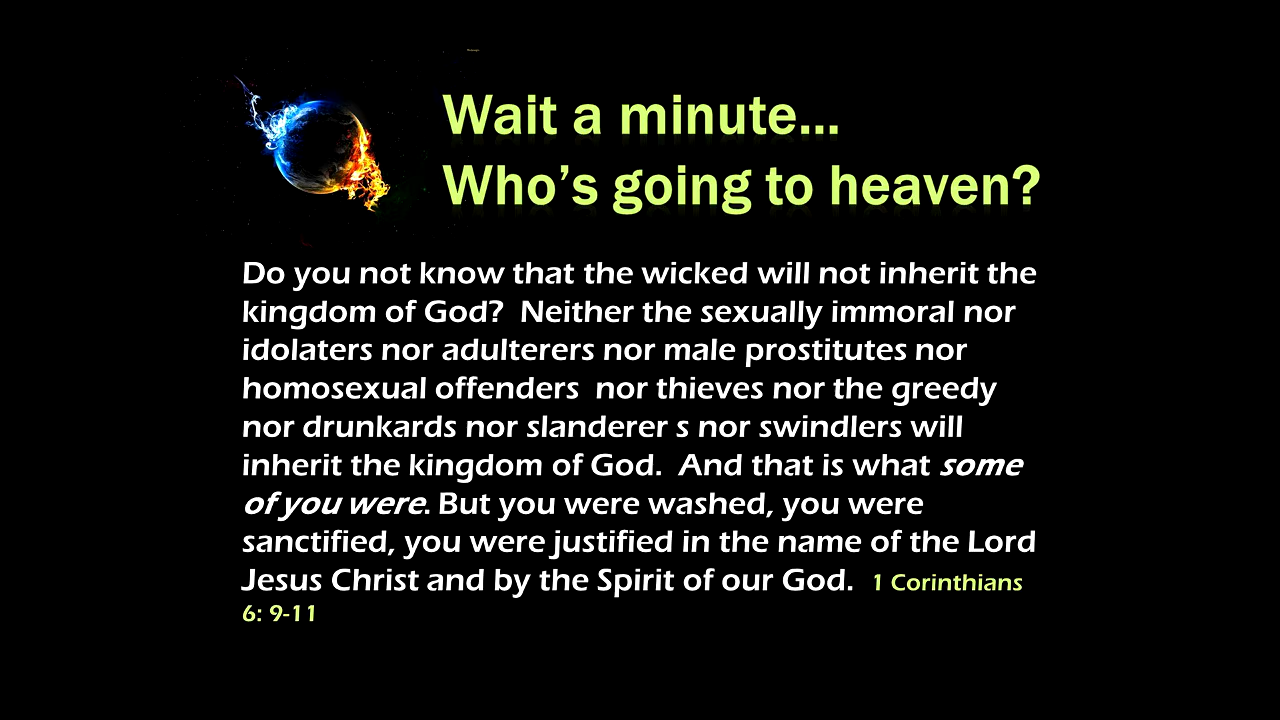 Wait a minute...
Who's going to heaven?
Do you not know that the wicked will not inherit the
kingdom of God?  Neither the sexually immoral nor
idolaters nor adulterers nor male prostitutes nor
homosexual offenders  nor thieves nor the greedy
nor drunkards nor slanderer s nor swindlers will
inherit the kingdom of God.  And that is what some
of you were. But you were washed, you were
sanctified, you were justified in the name of the Lord
Jesus Christ and by the Spirit of our God.  1 Corinthians
6: 9-11